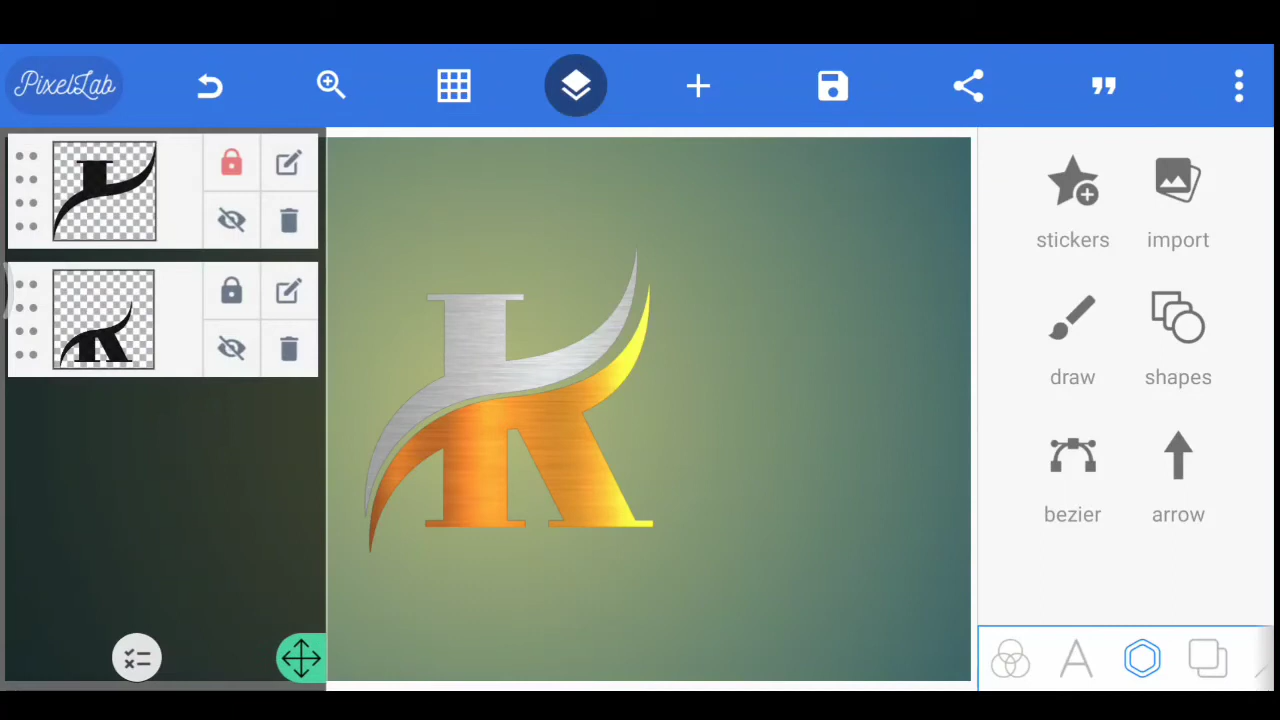 PixelLab
K
stickers import
draw shapes
bezier arrow